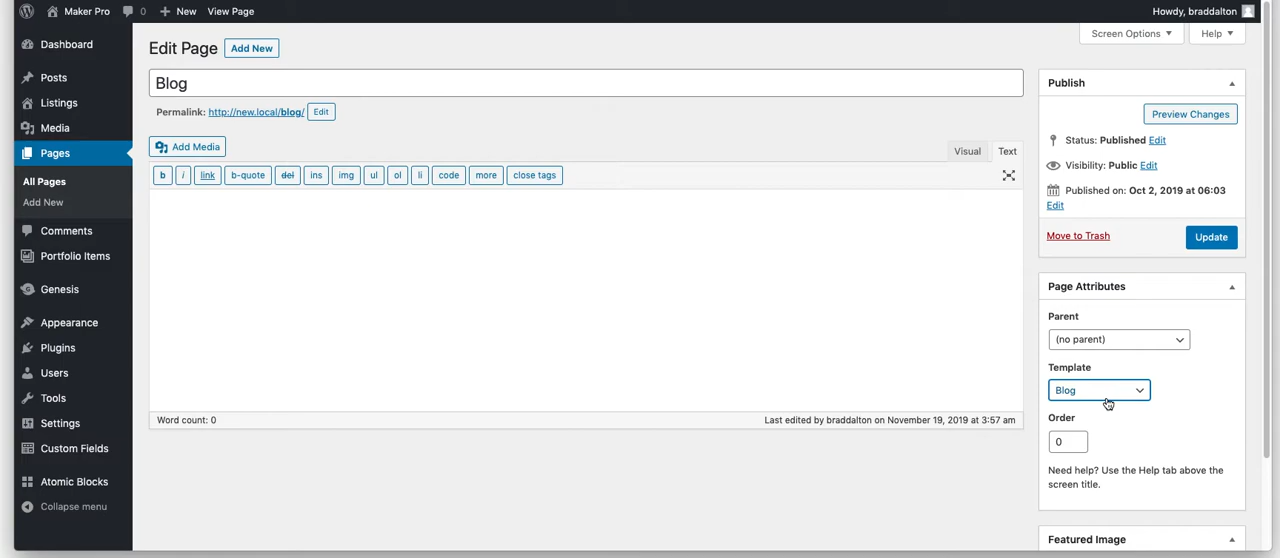 Maker Pro 0 New View Page Howdy, braddalton
Screen Options Help
Dashboard
Posts
Listings
Media
Pages
All Pages
Add New
Comments
Portfolio Items
Genesis
Appearance
Plugins
Users
Tools
Settings
Custom Fields
Atomic Blocks
Collapse menu
Edit Page Add New
Blog
Permalink: http://new.local/blog/ Edit
Add Media
Visual Text
b i link b-quote del ins img ul ol li code more close tags
Word count: 0 Last edited by braddalton on November 19, 2019 at 3:57 am
Publish
Preview Changes
Status: Published Edit
Visibility: Public Edit
Published on: Oct 2, 2019 at 06:03
Edit
Move to Trash Update
Page Attributes
Parent
(no parent)
Template
Blog
Order
0
Need help? Use the Help tab above the
screen title.
Featured Image